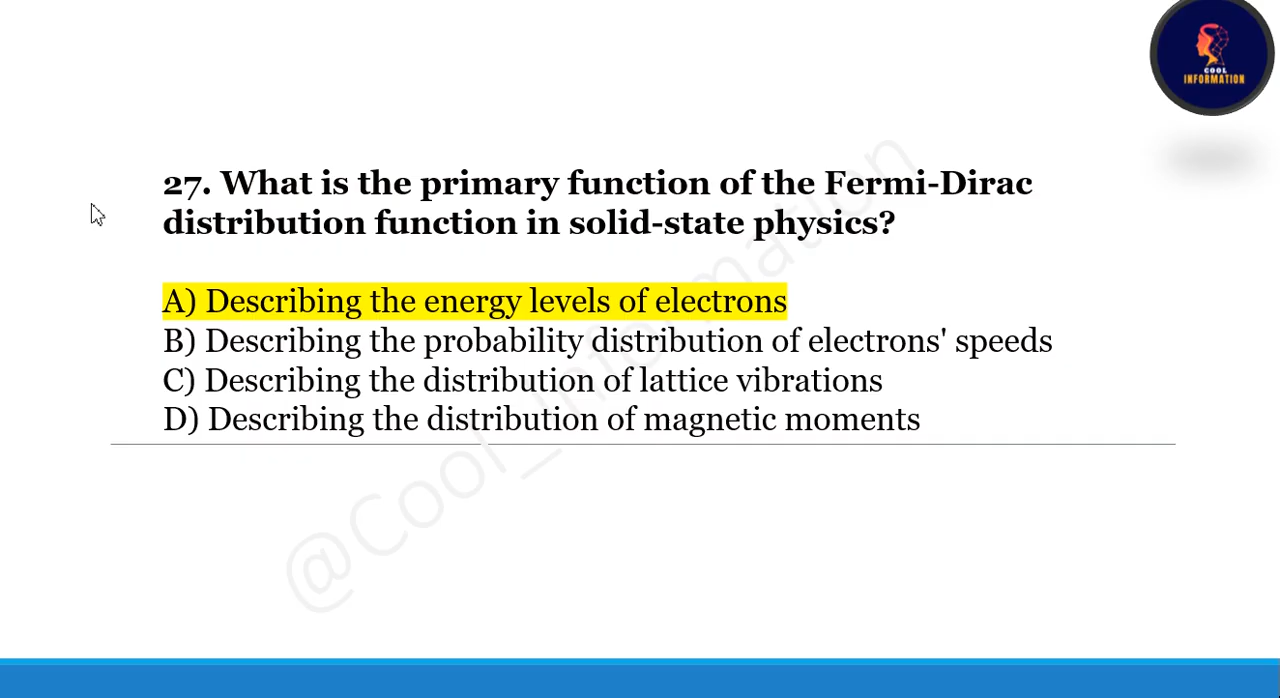 COOL
INFORMATION
27. What is the primary function of the Fermi-Dirac
distribution function in solid-state physics?
A) Describing the energy levels of electrons
B) Describing the probability distribution of electrons' speeds
C) Describing the distribution of lattice vibrations
D) Describing the distribution of magnetic moments
@Cool_Information